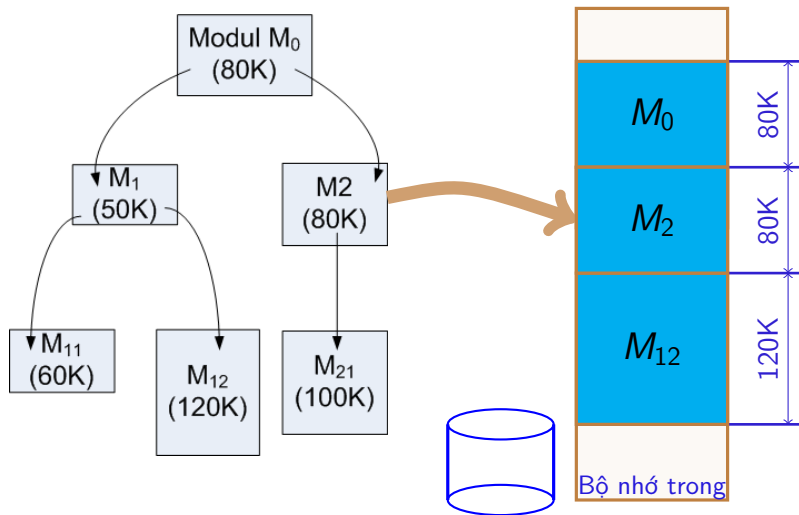 Modul M₀
(80K)
M₁
(50K)
M2
(80K)
M₁₁
(60K)
M₁₂
(120K)
M₂₁
(100K)
M₀
80K
M₂
80K
M₁₂
120K
Bộ nhớ trong